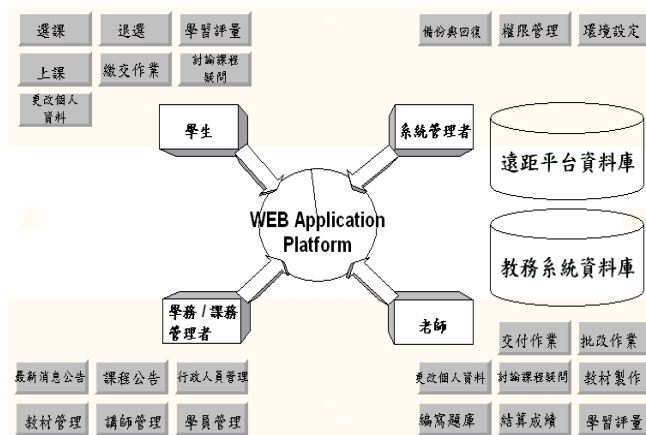 選課
退選
學習評量
備份與回復
權限管理
環境設定
上課
繳交作業
討論課程
疑問
更改個人
資料
學生
系統管理者
遠距平台資料庫
WEB Application
Platform
教務系統資料庫
學務 / 課務
管理者
老師
交付作業
批改作業
最新消息公告
課程公告
行政人員管理
更改個人資料
討論課程疑問
教材製作
教材管理
講師管理
學員管理
編寫題庫
結算成績
學習評量